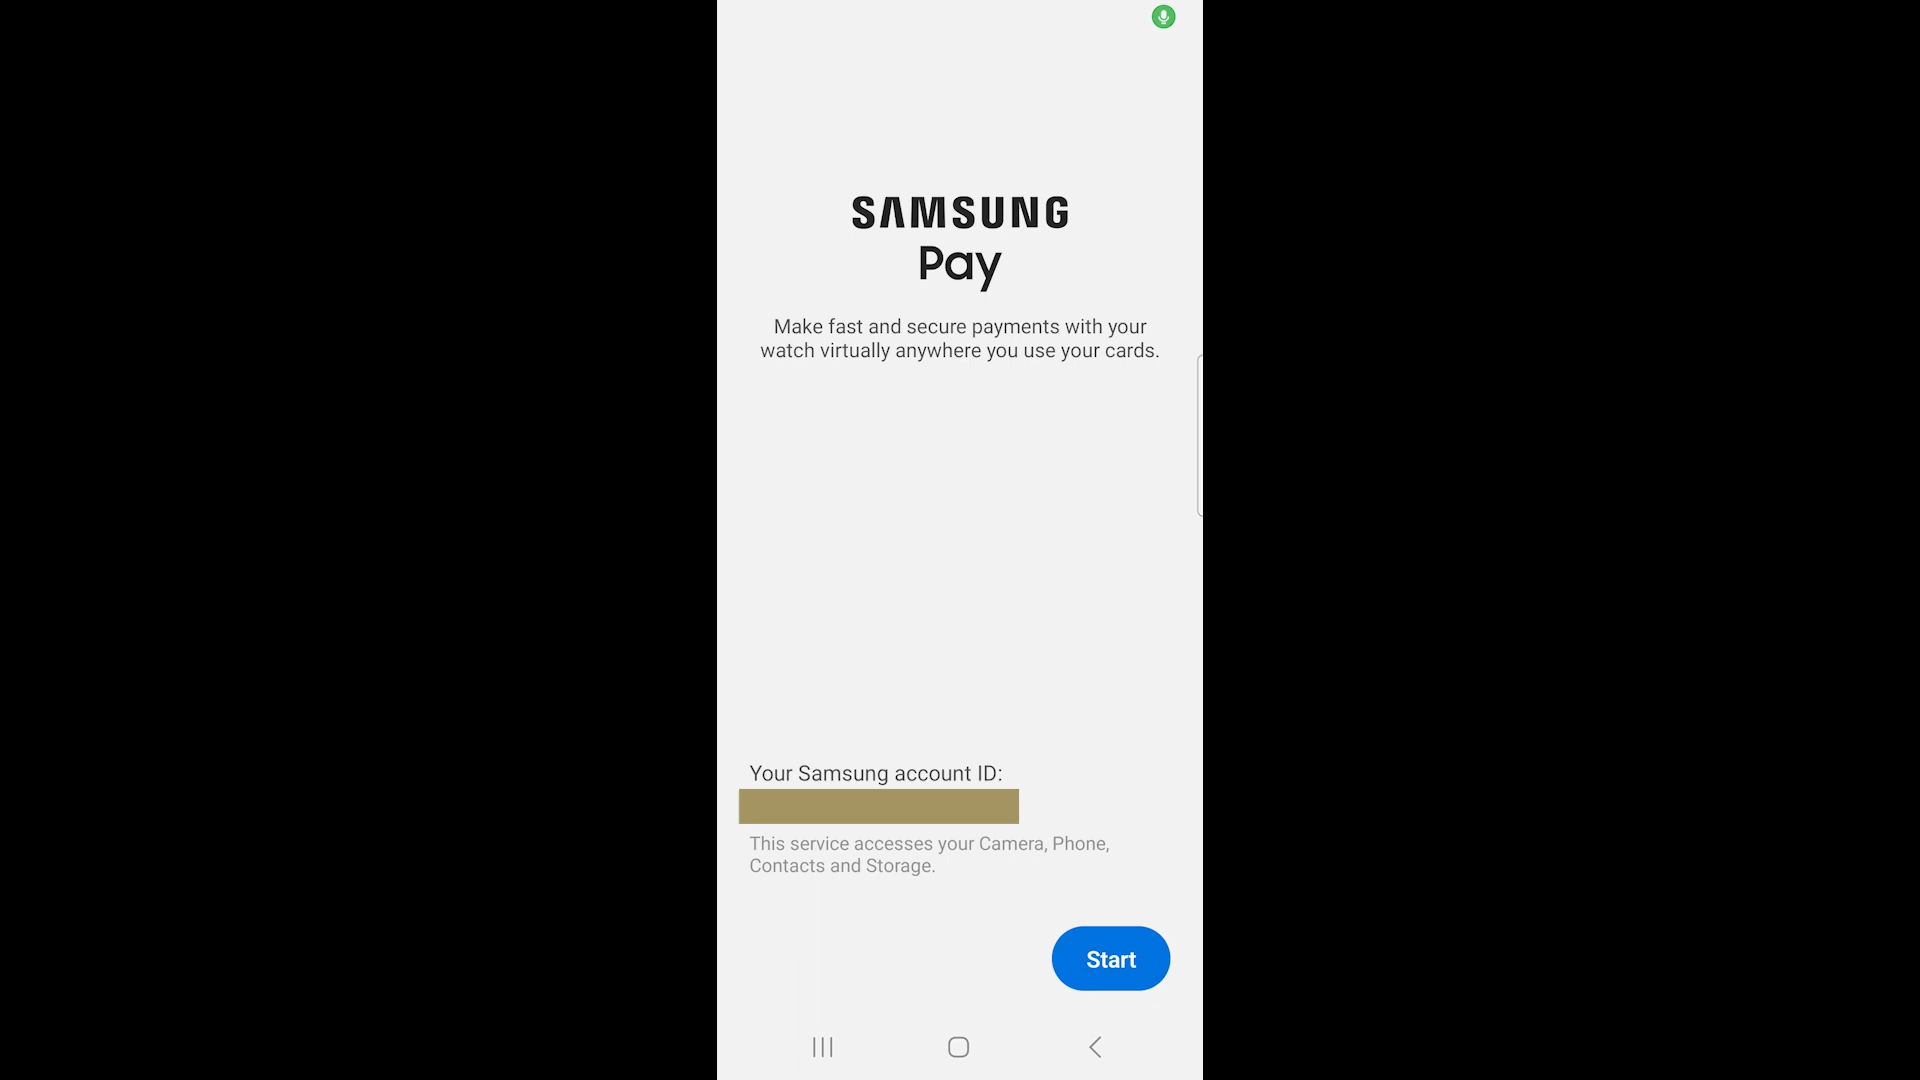 SAMSUNG
Pay
Make fast and secure payments with your
watch virtually anywhere you use your cards.
Your Samsung account ID:
This service accesses your Camera, Phone,
Contacts and Storage.
Start